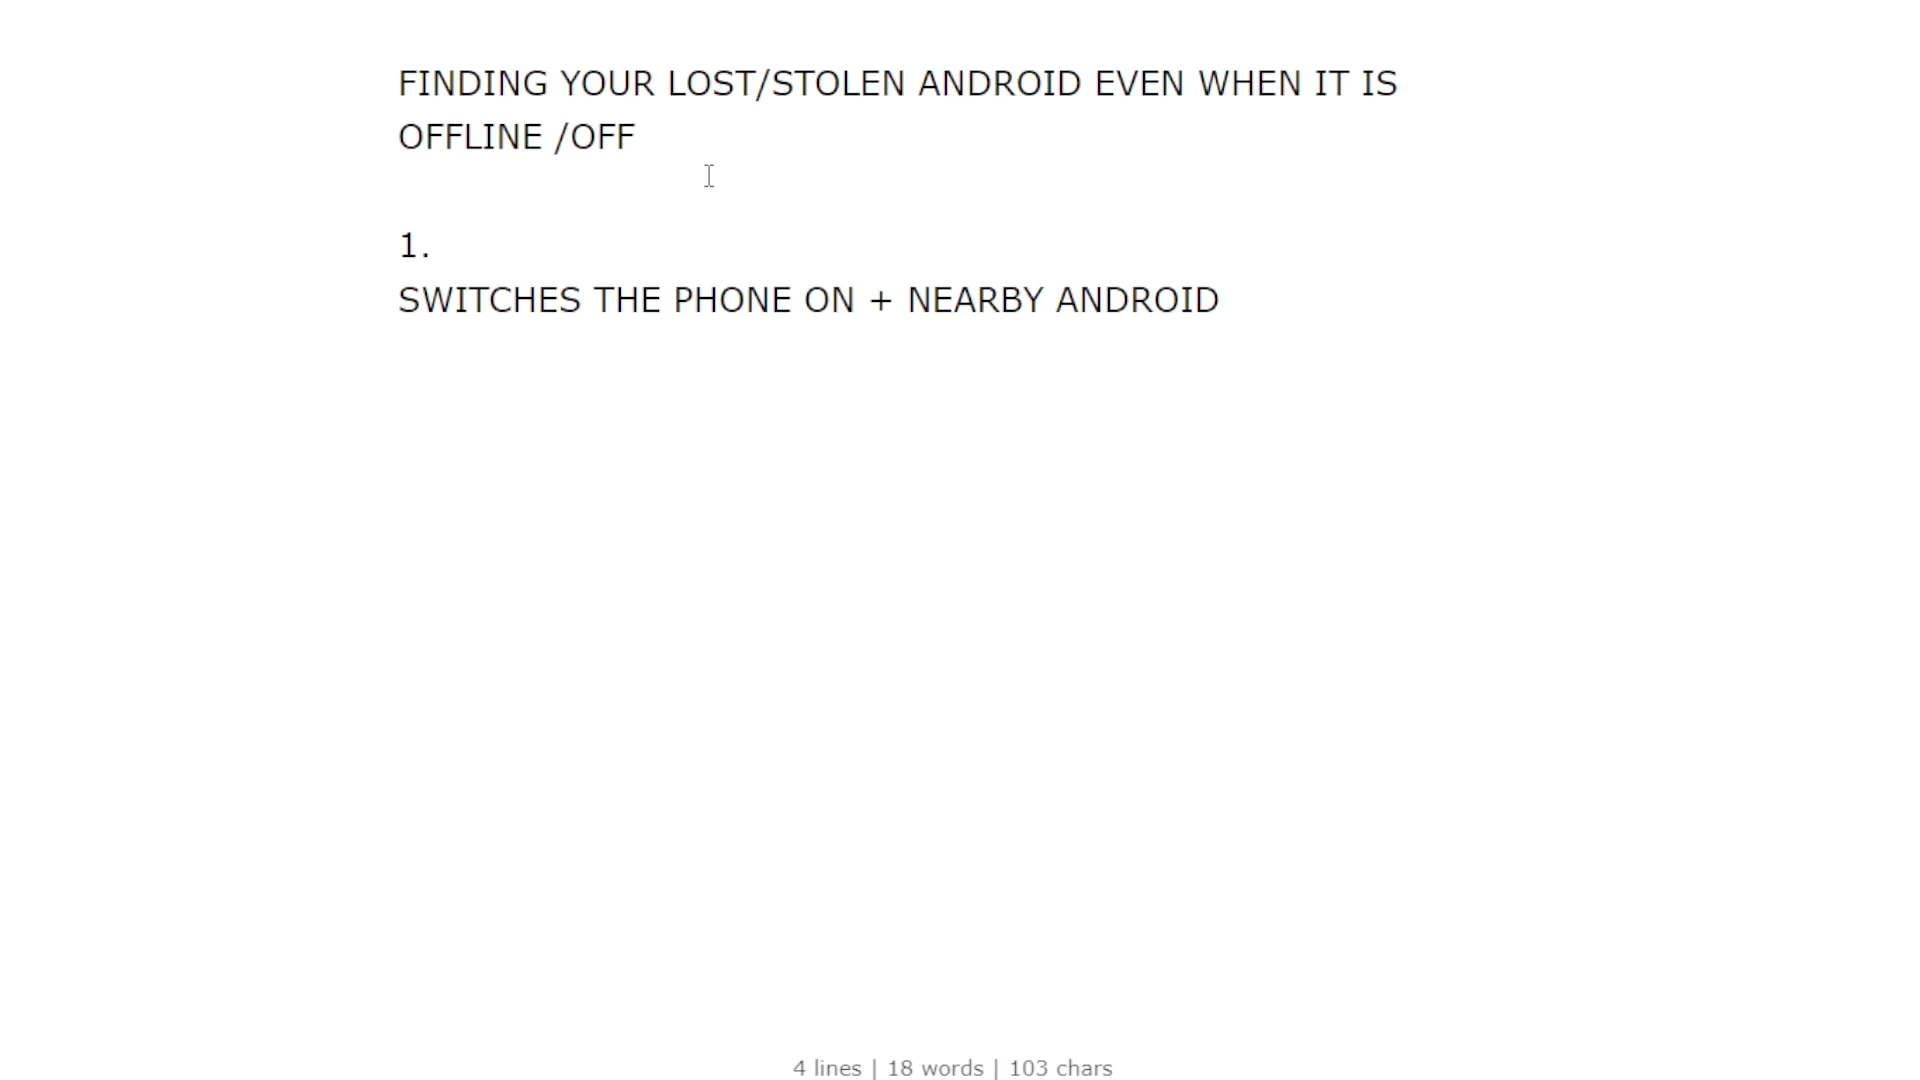 FINDING YOUR LOST/STOLEN ANDROID EVEN WHEN IT IS
OFFLINE /OFF
1.
SWITCHES THE PHONE ON + NEARBY ANDROID
4 lines | 18 words | 103 chars